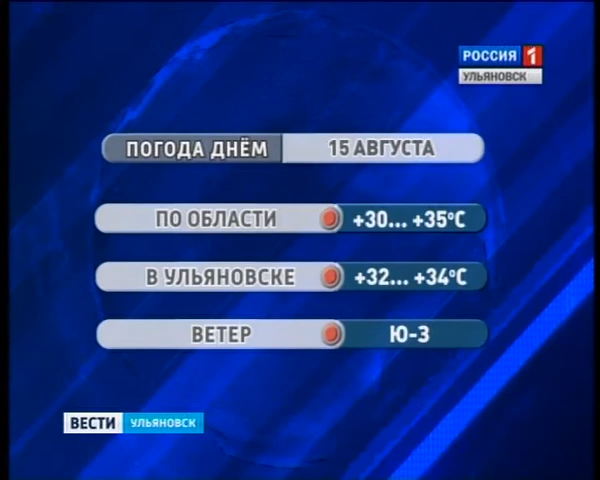 РОССИЯ 1
УЛЬЯНОВСК
ПОГОДА ДНЁМ 15 АВГУСТА
ПО ОБЛАСТИ +30... +35°C
В УЛЬЯНОВСКЕ +32... +34°C
ВЕТЕР Ю-З
ВЕСТИ УЛЬЯНОВСК